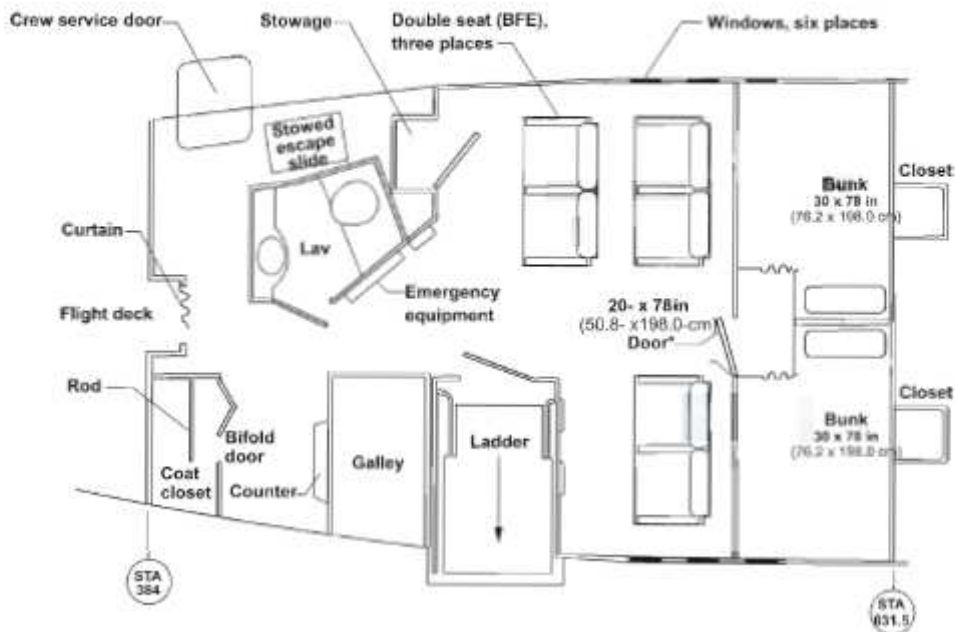 Crew service door
Stowage
Double seat (BFE),
three places
Windows, six places
Stowed
escape
slide
Closet
Bunk
30 x 78 in
(76.2 x 198.0-cm)
Curtain
Lav
Flight deck
Emergency
equipment
20- x 78in
(50.8- x198.0-cm)
Door*
Rod
Bifold
door
Coat
closet
Counter
Galley
Ladder
Closet
Bunk
30 x 78 in
(76.2 x 198.0 cm)
STA
384
STA
631.5